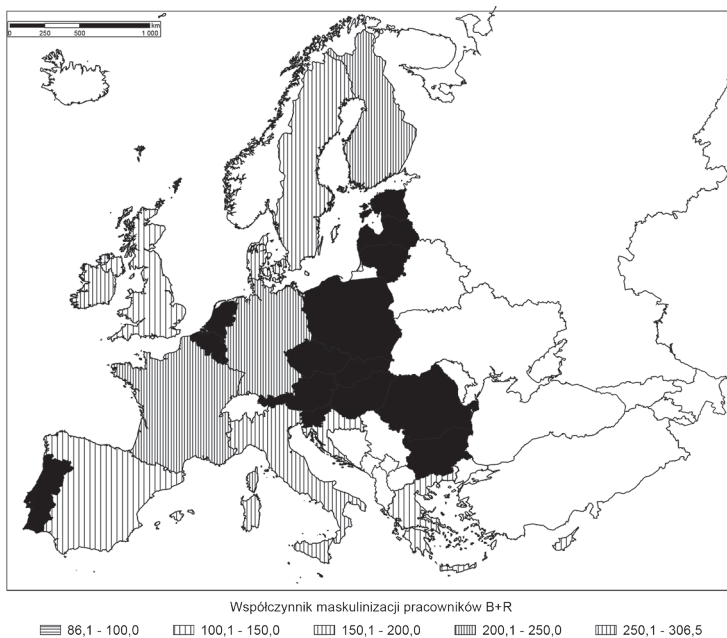 km
0 250 500 1 000
Współczynnik maskulinizacji pracowników B+R
86,1 - 100,0 100,1 - 150,0 150,1 - 200,0 200,1 - 250,0 250,1 - 306,5